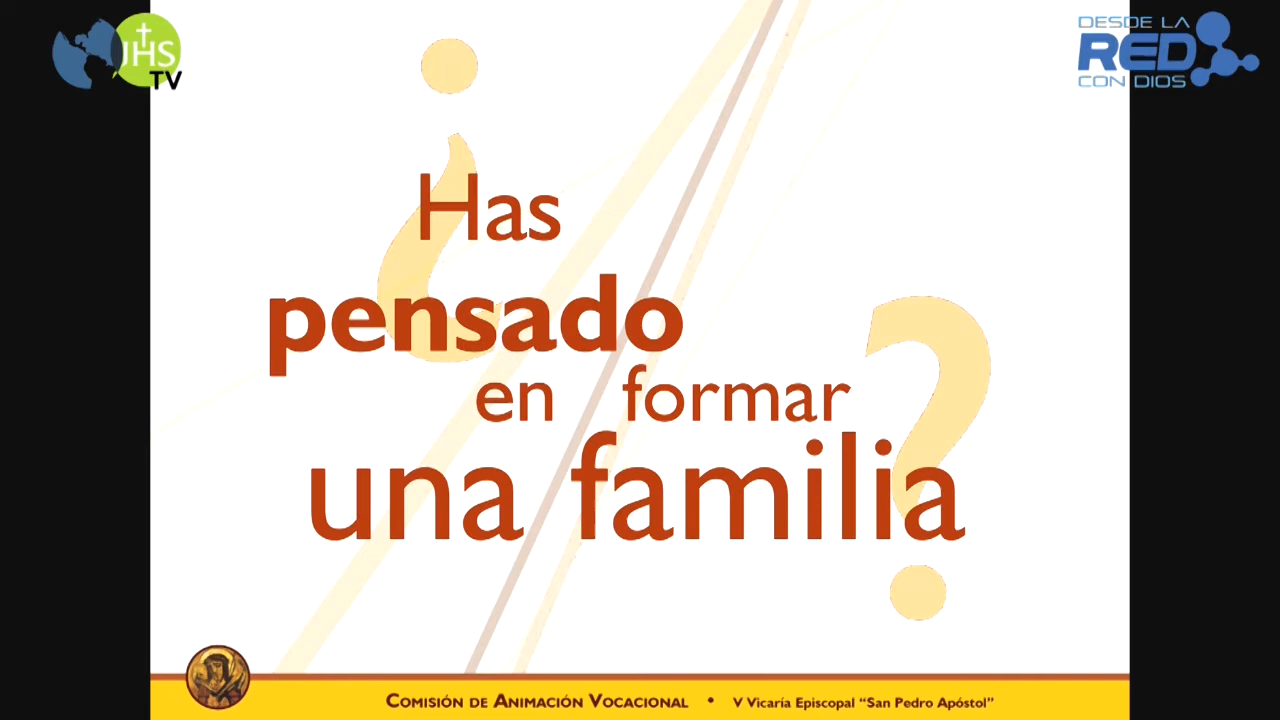 JHS
TV
DESDE LA
RED
CON DIOS
¿Has
pensado
en formar
una familia?
COMISIÓN DE ANIMACIÓN VOCACIONAL • V Vicaría Episcopal “San Pedro Apóstol”